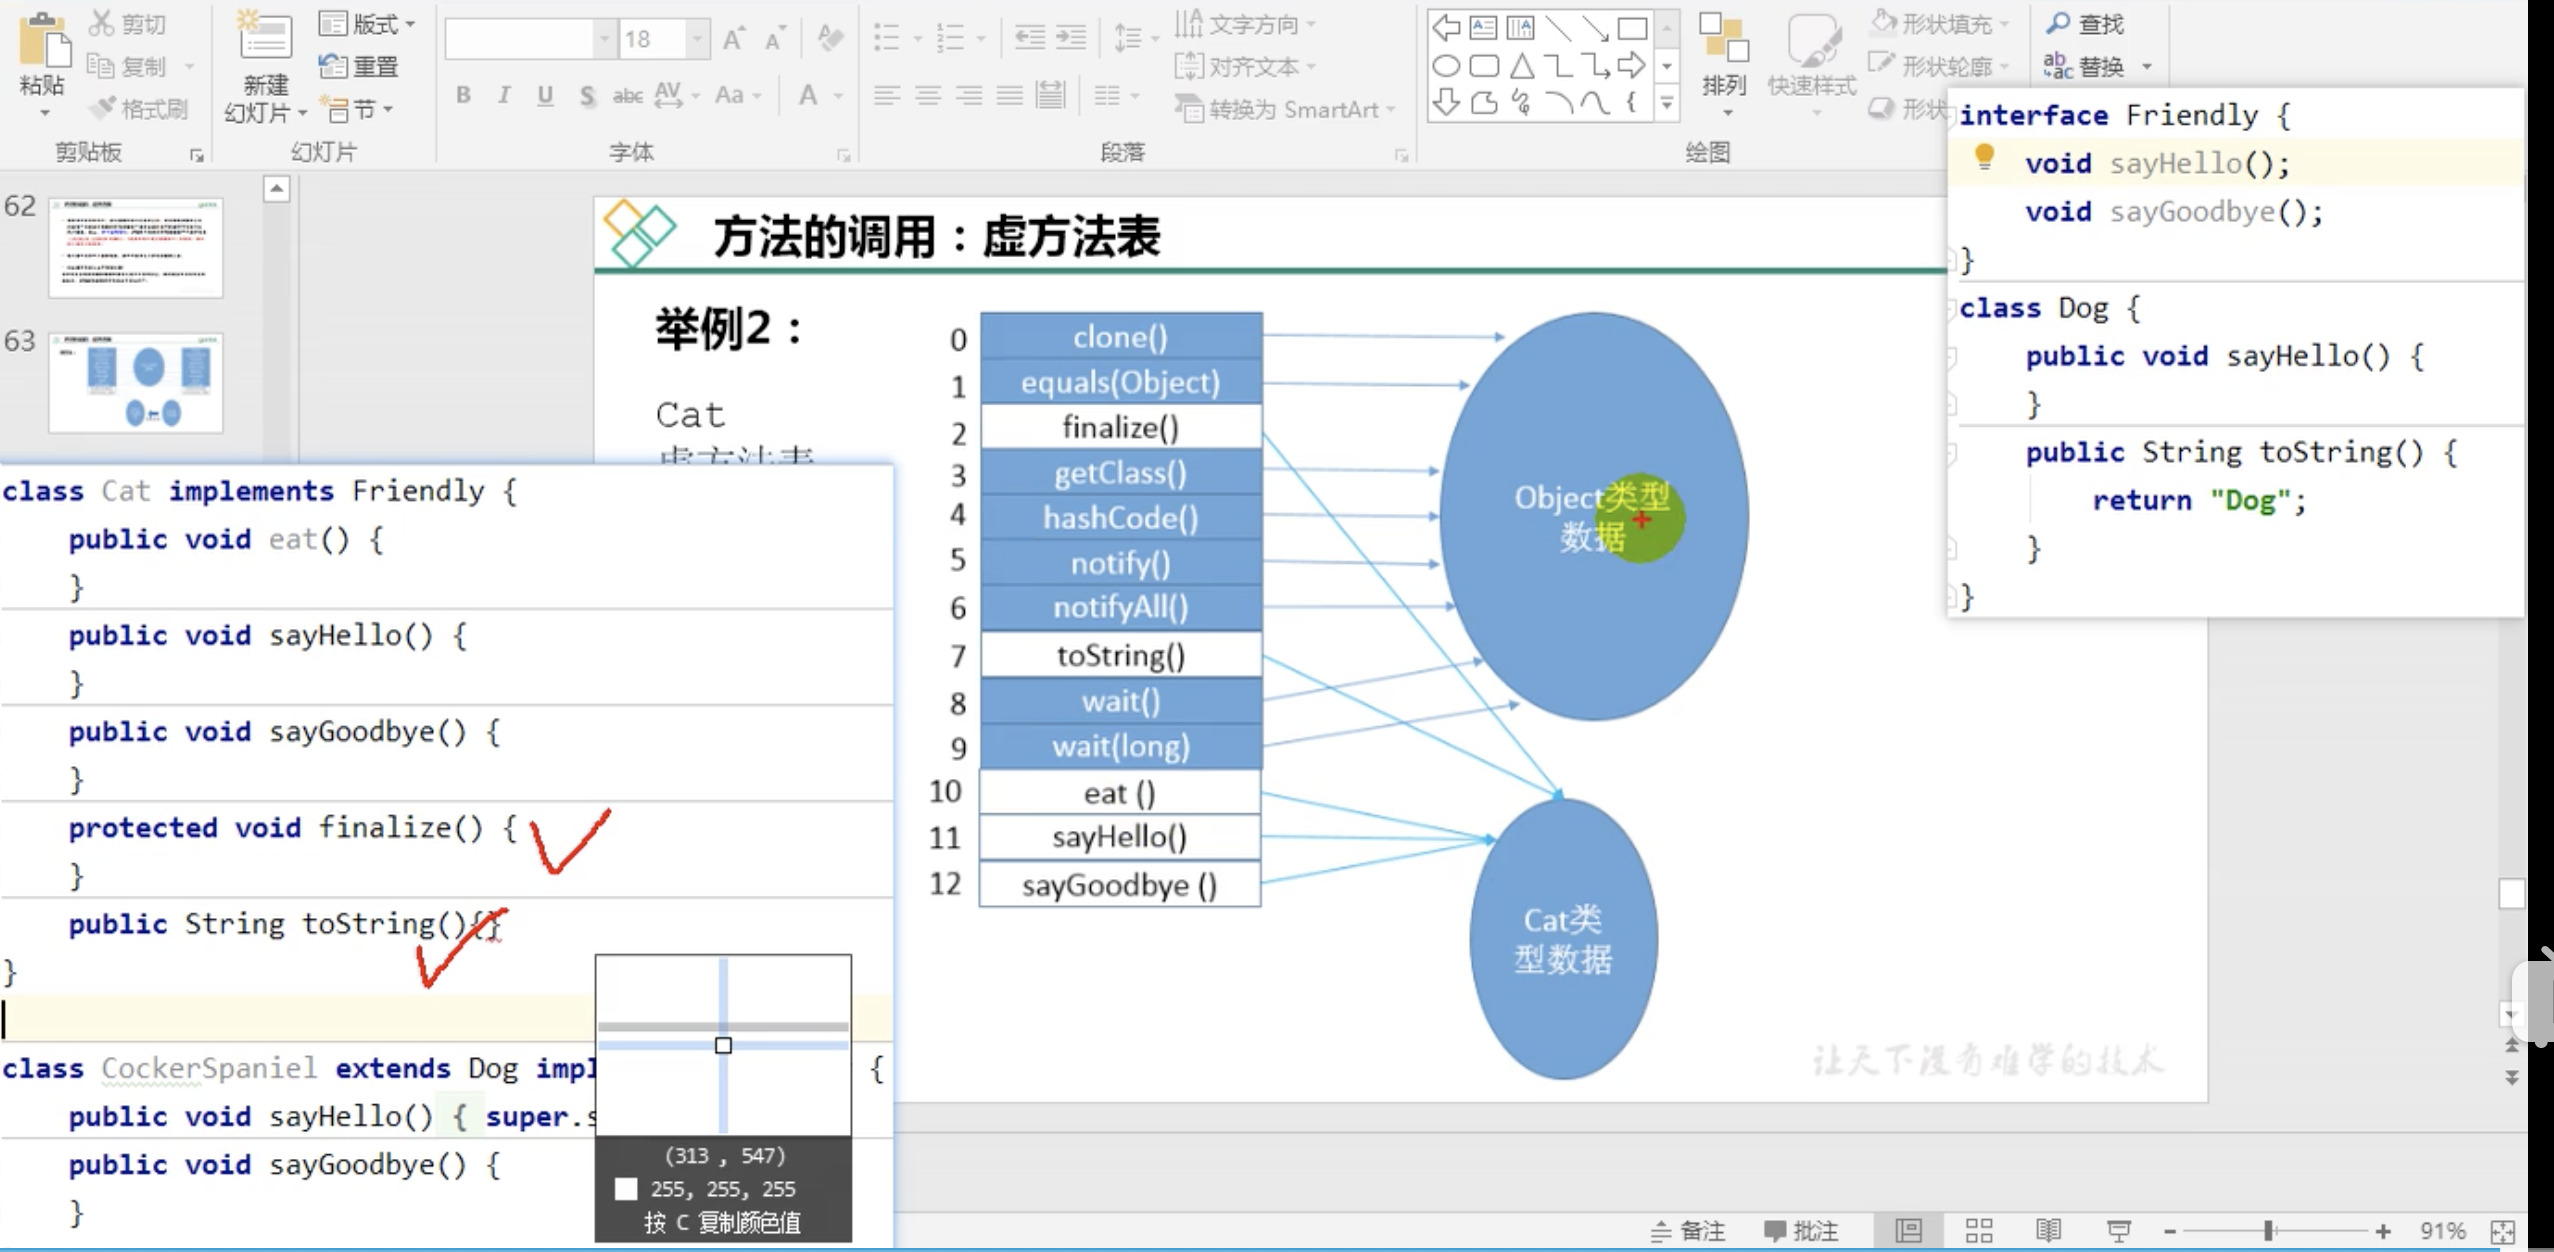 粘贴
剪切
复制
格式刷
剪贴板
新建
幻灯片
版式
重置
节
幻灯片
18
B I U S abc AV Aa A
字体
文字方向
对齐文本
转换为 SmartArt
段落
排列
快速样式
形状填充
形状轮廓
形状
绘图
查找
替换
62
63
方法的调用：虚方法表
举例2：
Cat
虚方法表
0 clone()
1 equals(Object)
2 finalize()
3 getClass()
4 hashCode()
5 notify()
6 notifyAll()
7 toString()
8 wait()
9 wait(long)
10 eat ()
11 sayHello()
12 sayGoodbye ()
Object类型
数据
Cat类
型数据
让天下没有难学的技术
interface Friendly {
void sayHello();
void sayGoodbye();
}
class Dog {
public void sayHello() {
}
public String toString() {
return "Dog";
}
}
class Cat implements Friendly {
public void eat() {
}
public void sayHello() {
}
public void sayGoodbye() {
}
protected void finalize() {
}
public String toString(){}
}
class CockerSpaniel extends Dog impl {
public void sayHello() { super.s
public void sayGoodbye() {
}
(313 , 547)
255, 255, 255
按 C 复制颜色值
备注
批注
91%